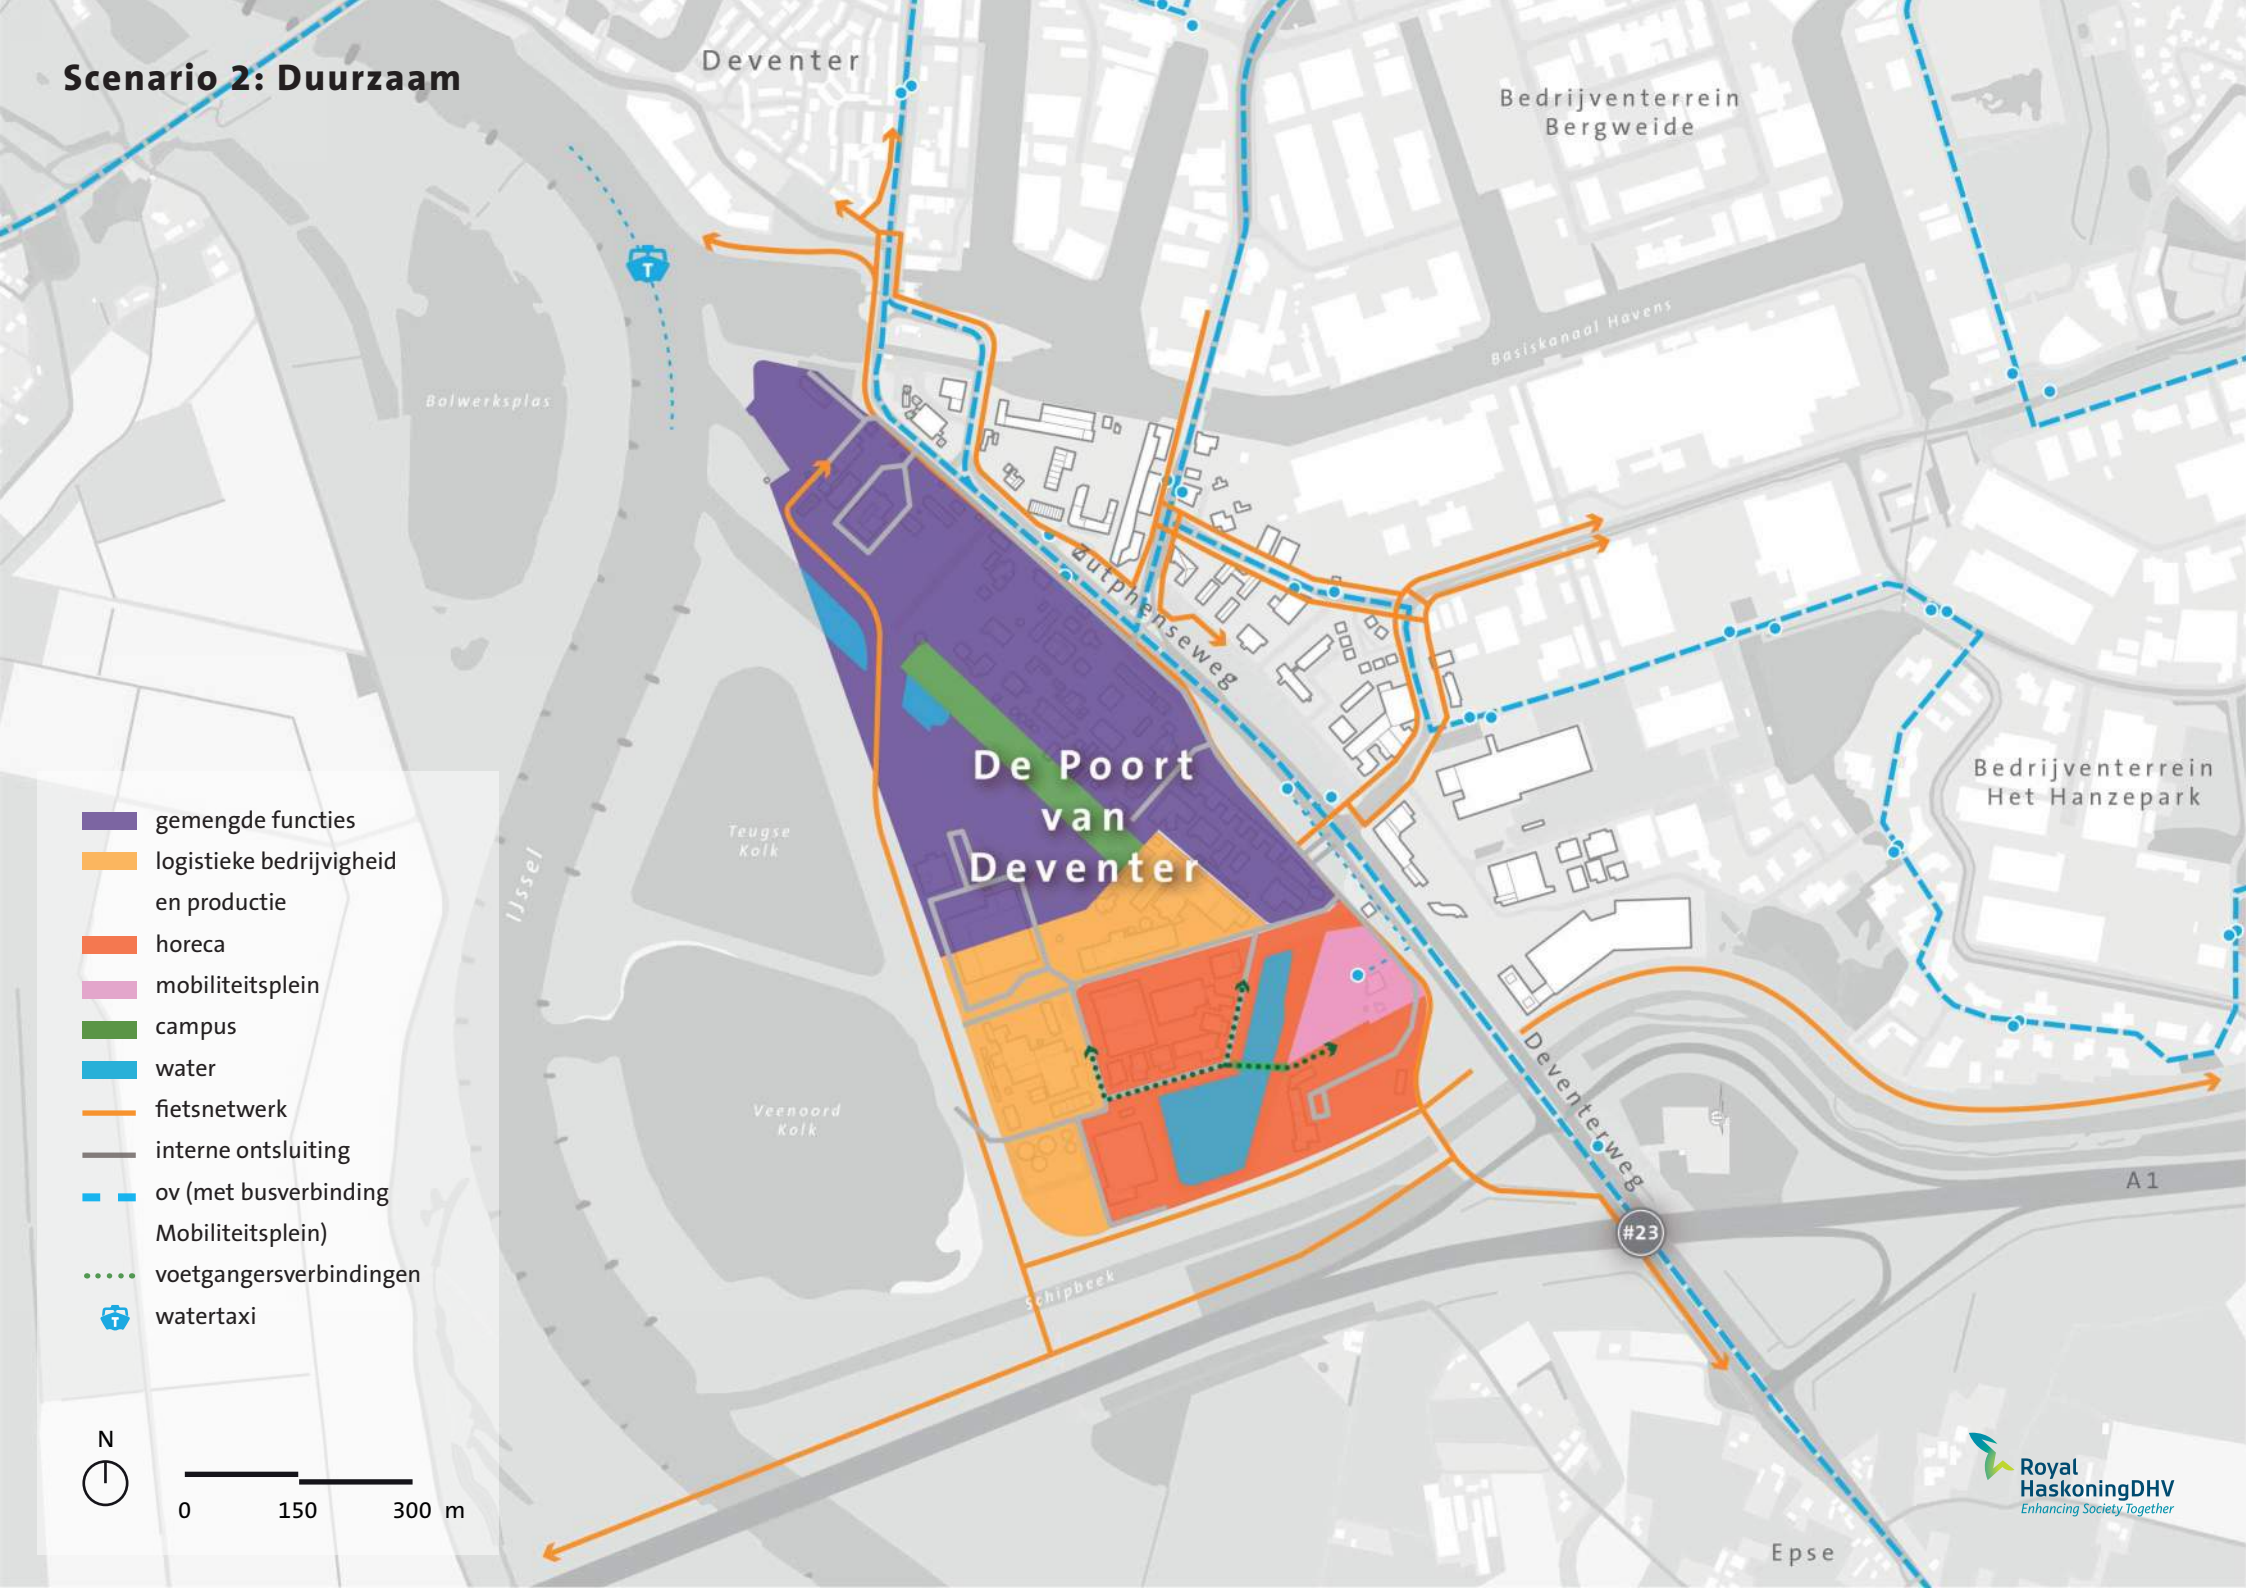 Scenario 2: Duurzaam
Deventer
Bedrijventerrein
Bergweide
T
Basiskanaal Havens
Bolwerksplas
Zutphenseweg
De Poort
van
Deventer
Bedrijventerrein
Het Hanzepark
Teugse
Kolk
IJssel
Veenoord
Kolk
Deventerweg
A1
#23
Schipbeek
Epse
gemengde functies
logistieke bedrijvigheid
en productie
horeca
mobiliteitsplein
campus
water
fietsnetwerk
interne ontsluiting
ov (met busverbinding
Mobiliteitsplein)
voetgangersverbindingen
T
watertaxi
N
0 150 300 m
Royal
HaskoningDHV
Enhancing Society Together